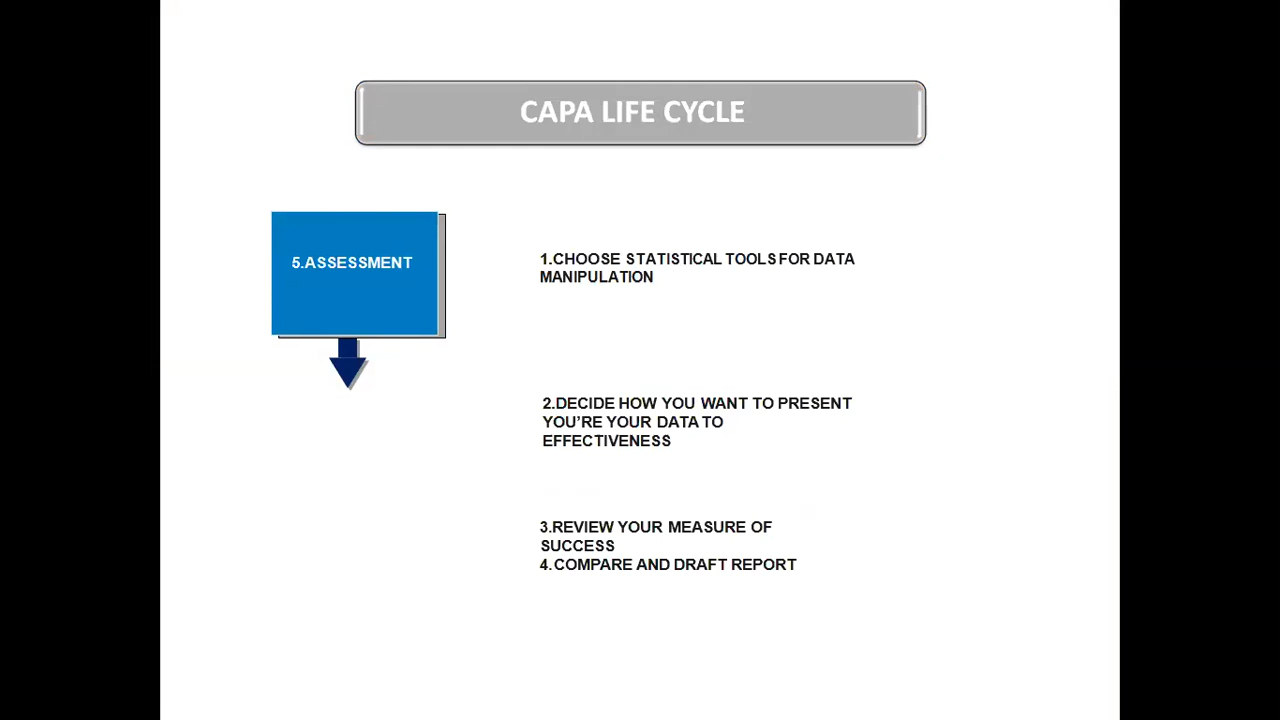 CAPA LIFE CYCLE
5.ASSESSMENT
1.CHOOSE STATISTICAL TOOLS FOR DATA
MANIPULATION
2.DECIDE HOW YOU WANT TO PRESENT
YOU’RE YOUR DATA TO
EFFECTIVENESS
3.REVIEW YOUR MEASURE OF
SUCCESS
4.COMPARE AND DRAFT REPORT